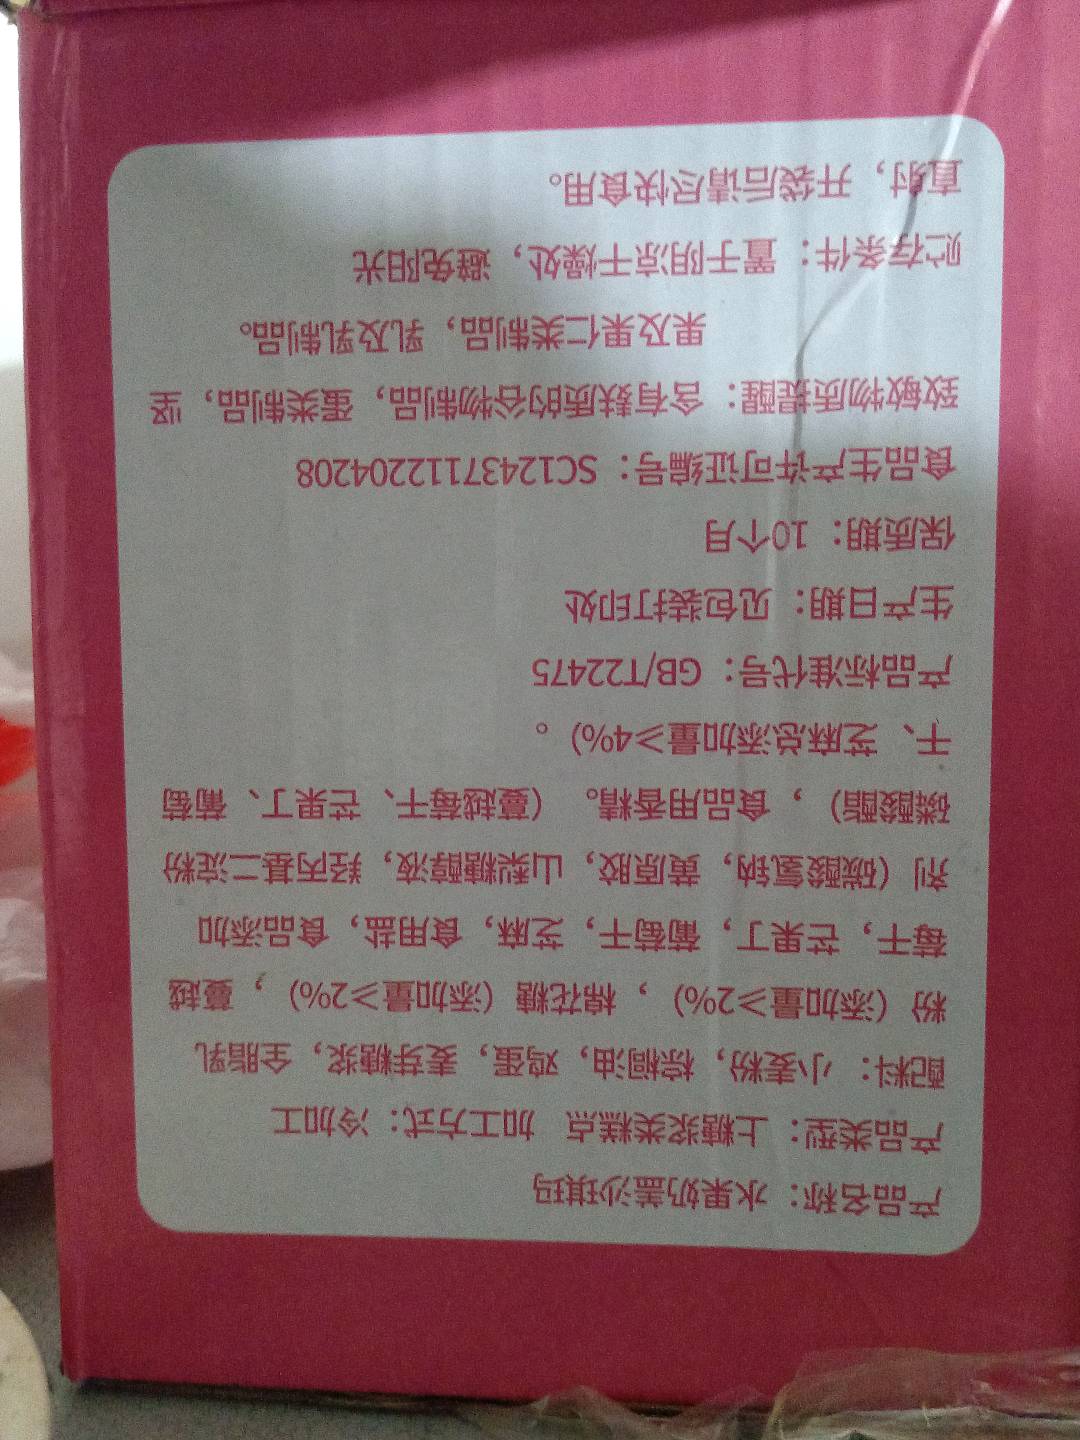 产品名称：水果奶盖沙琪玛
产品类型：上糖浆类糕点 加工方式：冷加工
配料：小麦粉，棕榈油，鸡蛋，麦芽糖浆，全脂乳
粉（添加量≥2%），棉花糖（添加量≥2%），蔓越
莓干，芒果丁，葡萄干，芝麻，食用盐，食品添加
剂（碳酸氢钠，黄原胶，山梨糖醇液，羟丙基二淀粉
磷酸酯），食品用香精。（蔓越莓干、芒果丁、葡萄
干、芝麻总添加量≥4%）。
产品标准代号：GB/T22475
生产日期：见包装打印处
保质期：10个月
食品生产许可证编号：SC12437112204208
致敏物质提醒：含有麸质的谷物制品，蛋类制品，坚
果及果仁类制品，乳及乳制品。
贮存条件：置于阴凉干燥处，避免阳光
直射，开袋后请尽快食用。